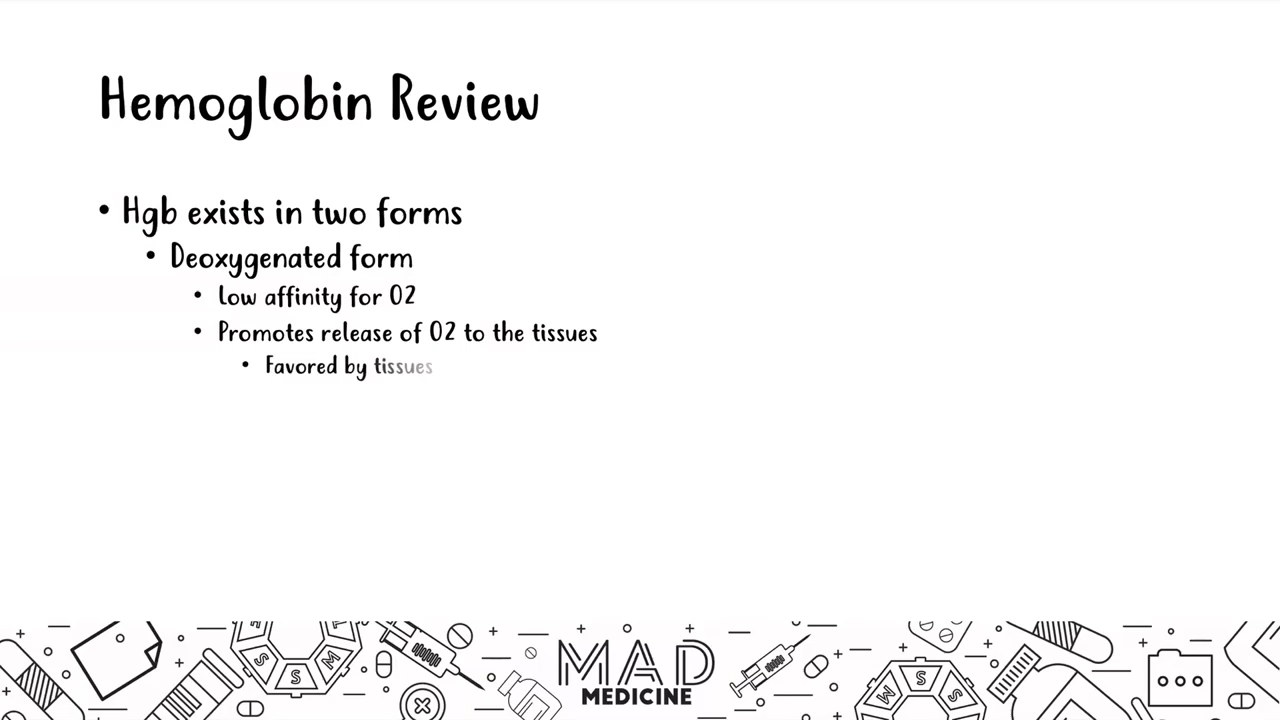 Hemoglobin Review
• Hgb exists in two forms
• Deoxygenated form
• Low affinity for O2
• Promotes release of O2 to the tissues
• Favored by tissues
MAD
MEDICINE
S
S
M
M
S
S